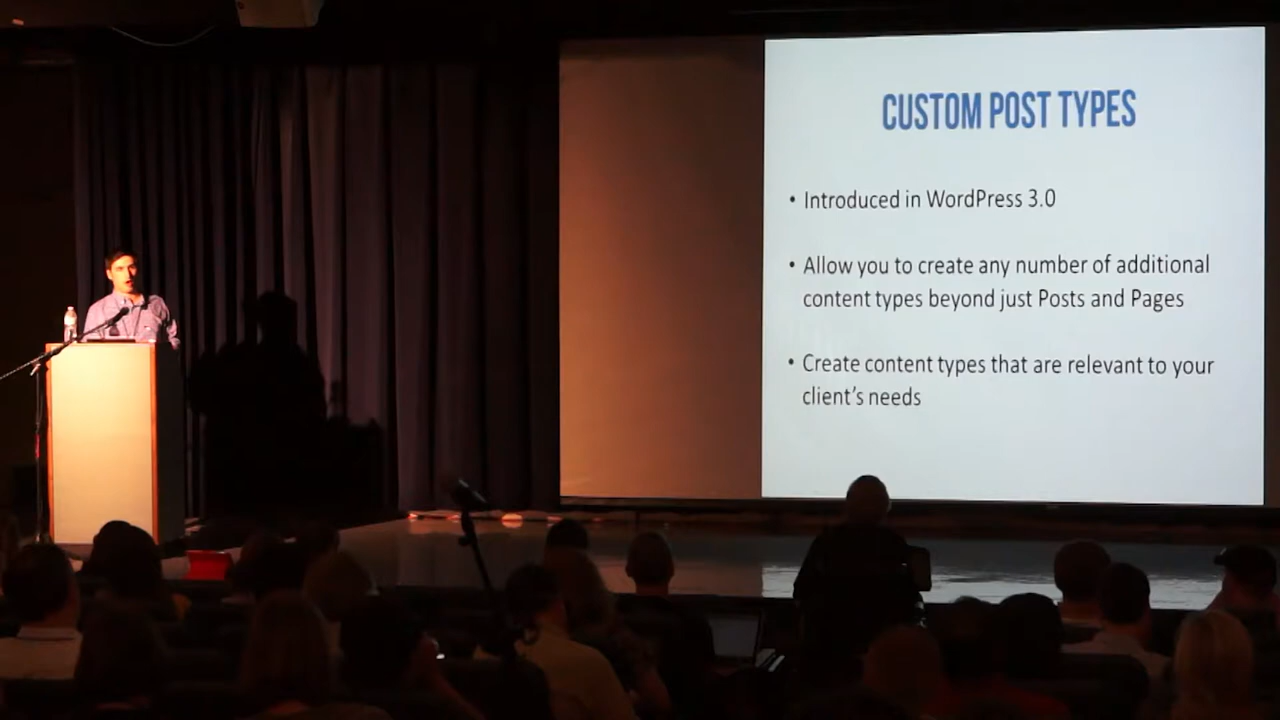 CUSTOM POST TYPES
• Introduced in WordPress 3.0
• Allow you to create any number of additional
content types beyond just Posts and Pages
• Create content types that are relevant to your
client's needs